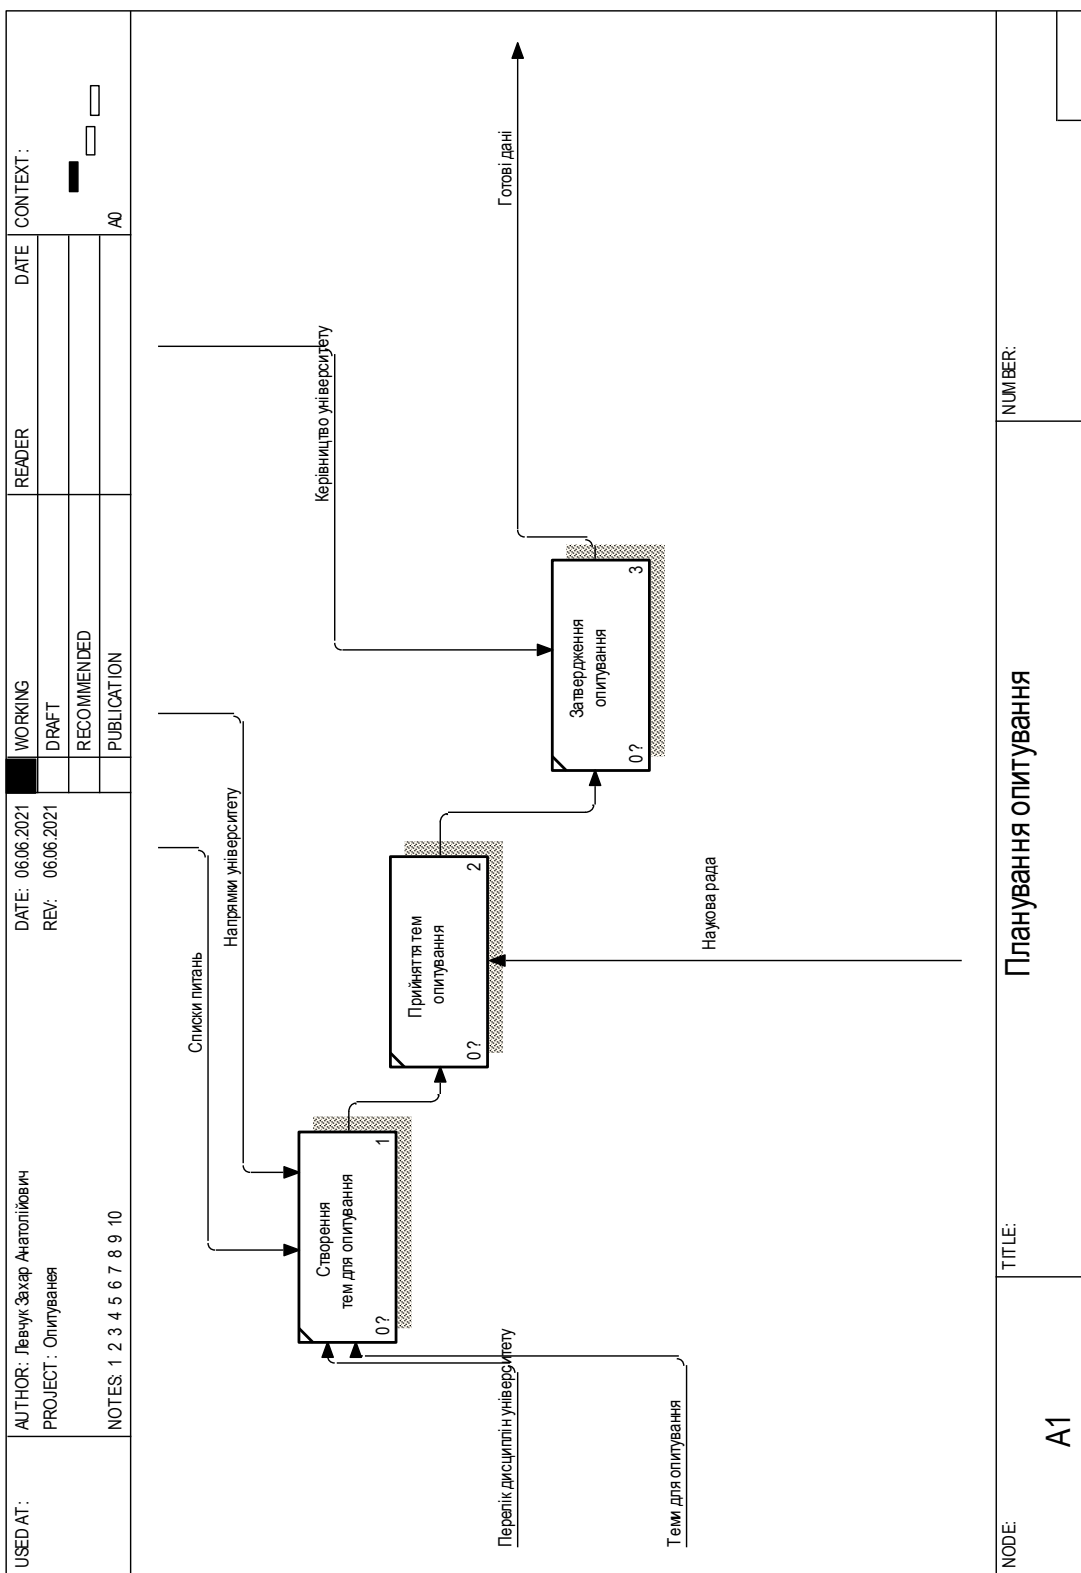 USED AT:
AUTHOR: Левчук Захар Анатолійович
DATE: 06.06.2021
WORKING
READER
DATE
CONTEXT:
PROJECT: Опитуванея
REV: 06.06.2021
DRAFT
RECOMMENDED
NOTES: 1 2 3 4 5 6 7 8 9 10
PUBLICATION
A0
Списки питань
Напрямки університету
Керівництво університету
Готові дані
Створення
тем для опитування
0 ?
1
Прийняття тем
опитування
0 ?
2
Затвердження
опитування
0 ?
3
Перелік дисциплін університету
Теми для опитування
Наукова рада
NODE:
TITLE:
NUMBER:
A1
Планування опитування